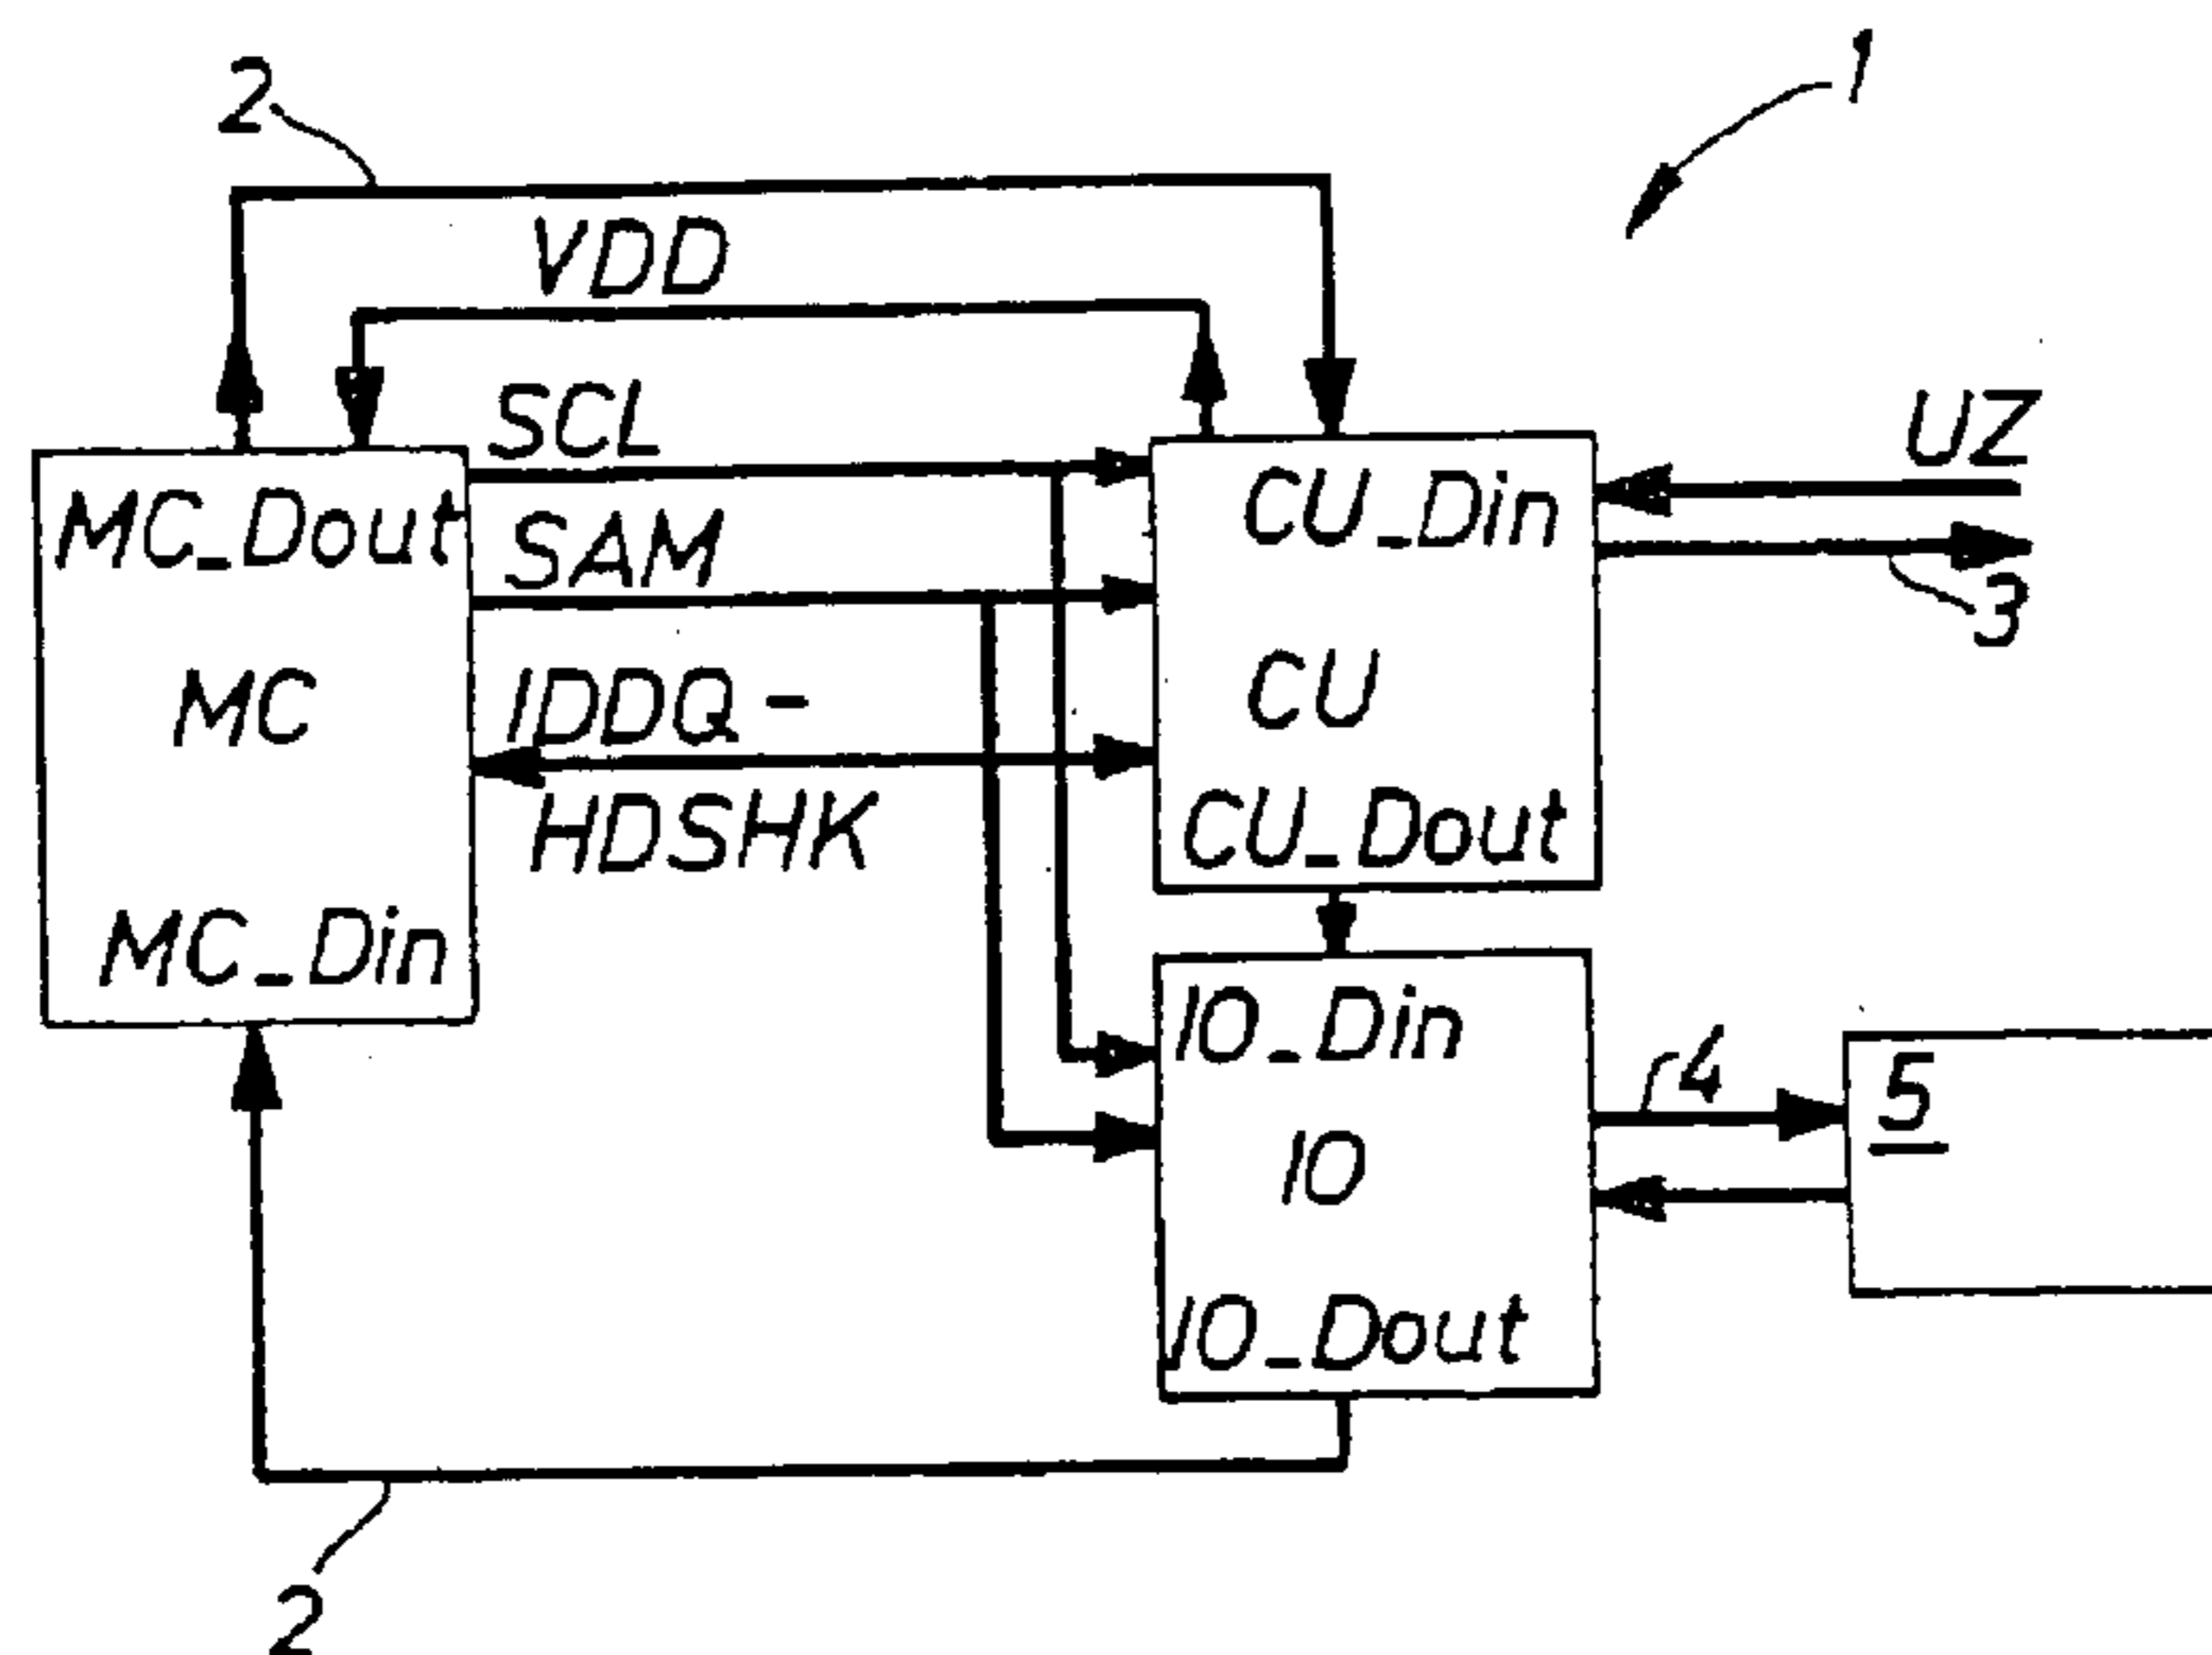 1
2
VDD
SCL
UZ
MC_Dout
SAM
CU_Din
3
MC
IDDQ -
CU
HDSHK
CU_Dout
MC_Din
IO_Din
4
5
IO
IO_Dout
2